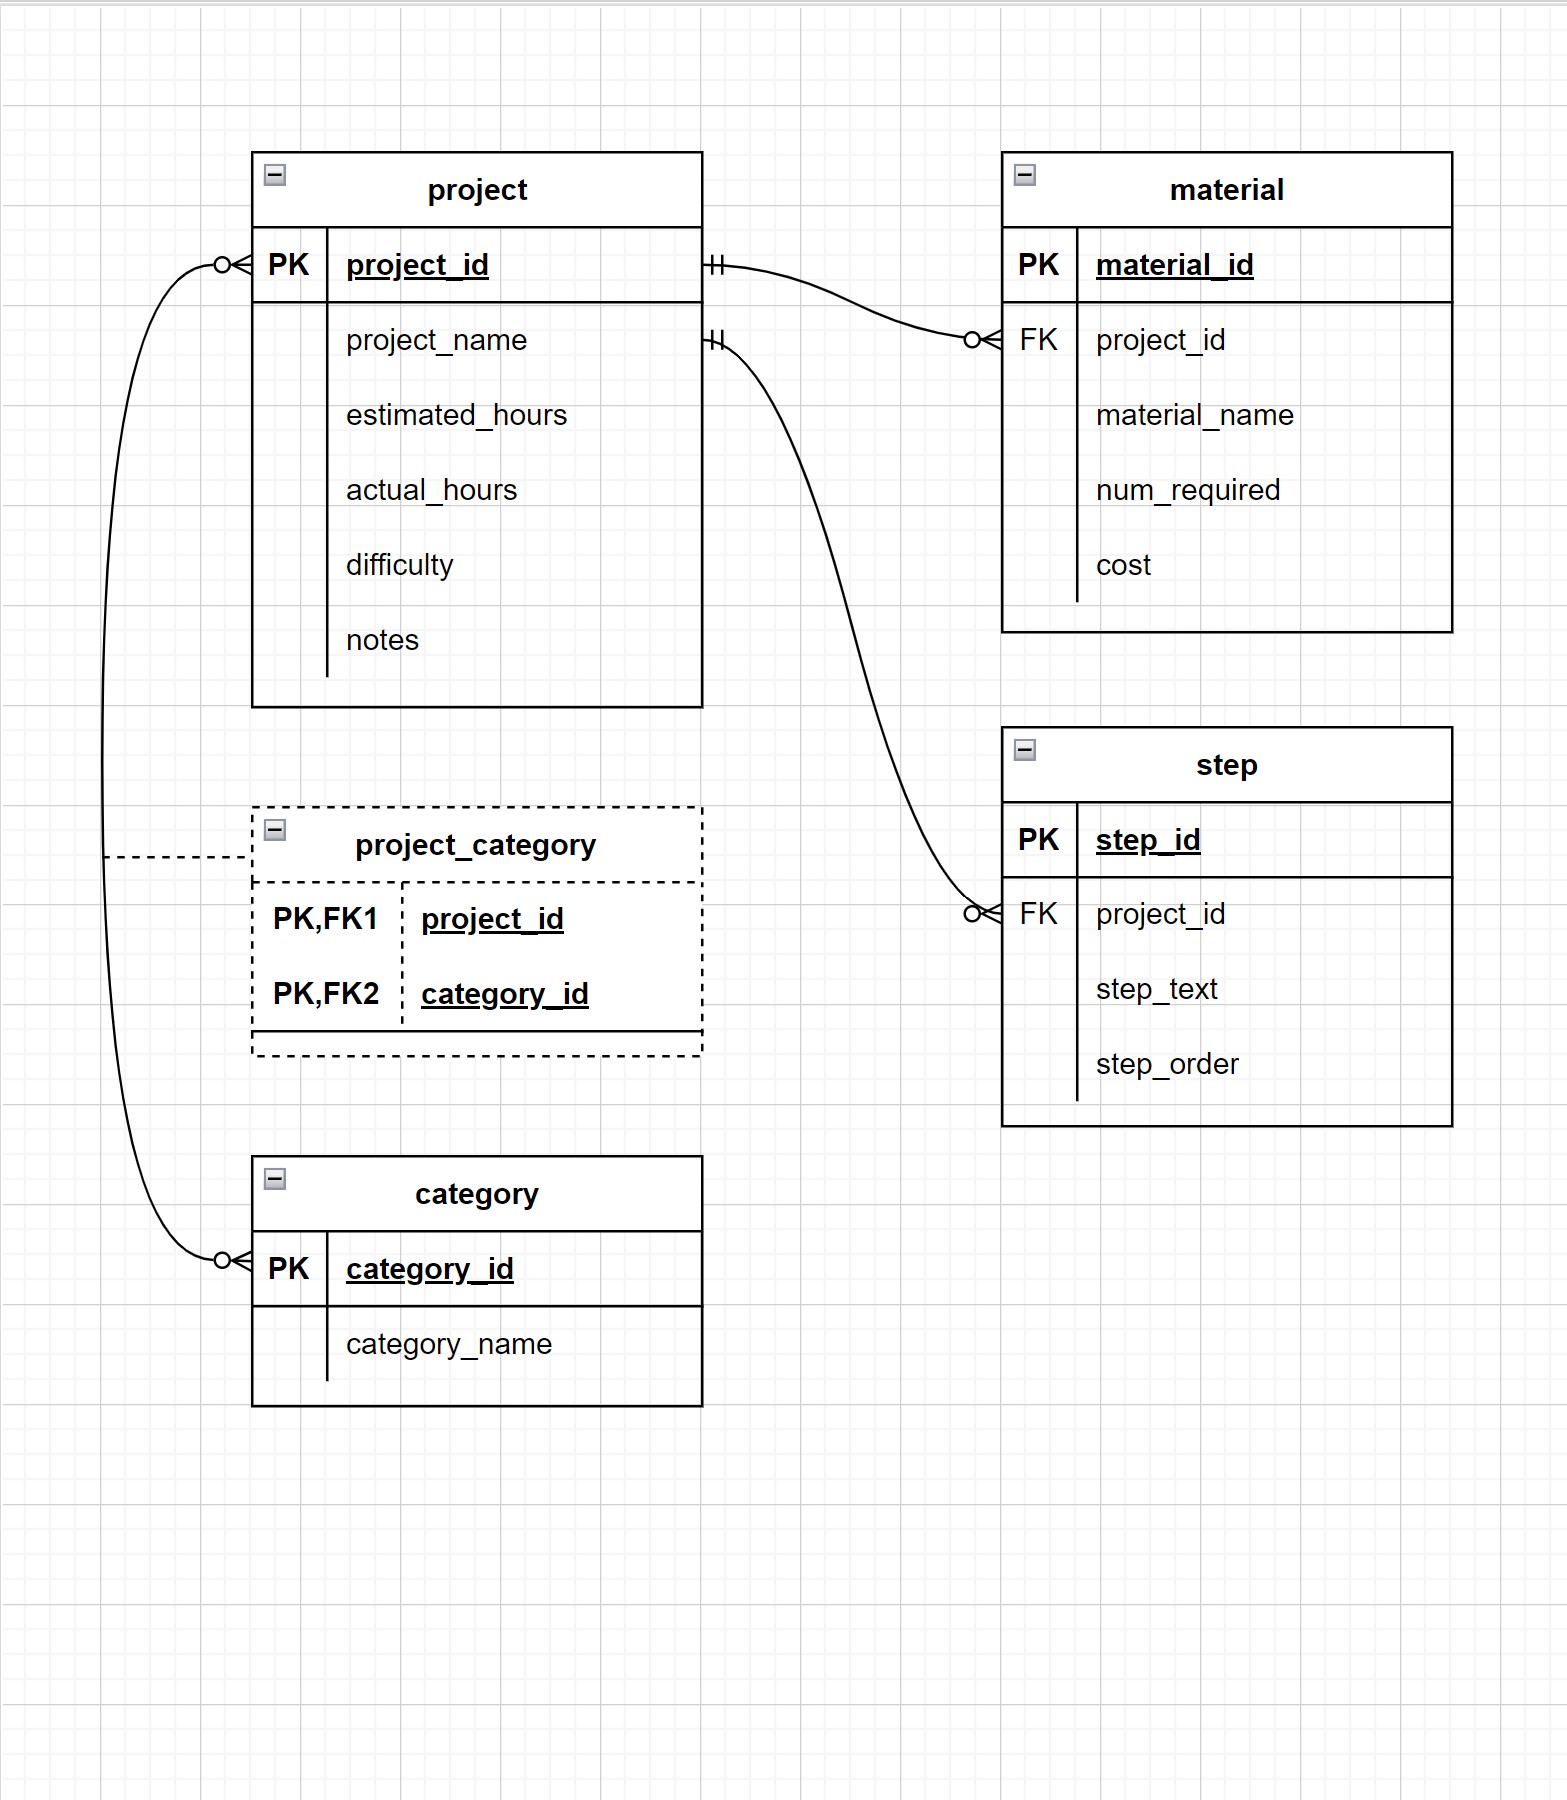 project
PK project_id
project_name
estimated_hours
actual_hours
difficulty
notes
material
PK material_id
FK project_id
material_name
num_required
cost
project_category
PK,FK1 project_id
PK,FK2 category_id
step
PK step_id
FK project_id
step_text
step_order
category
PK category_id
category_name